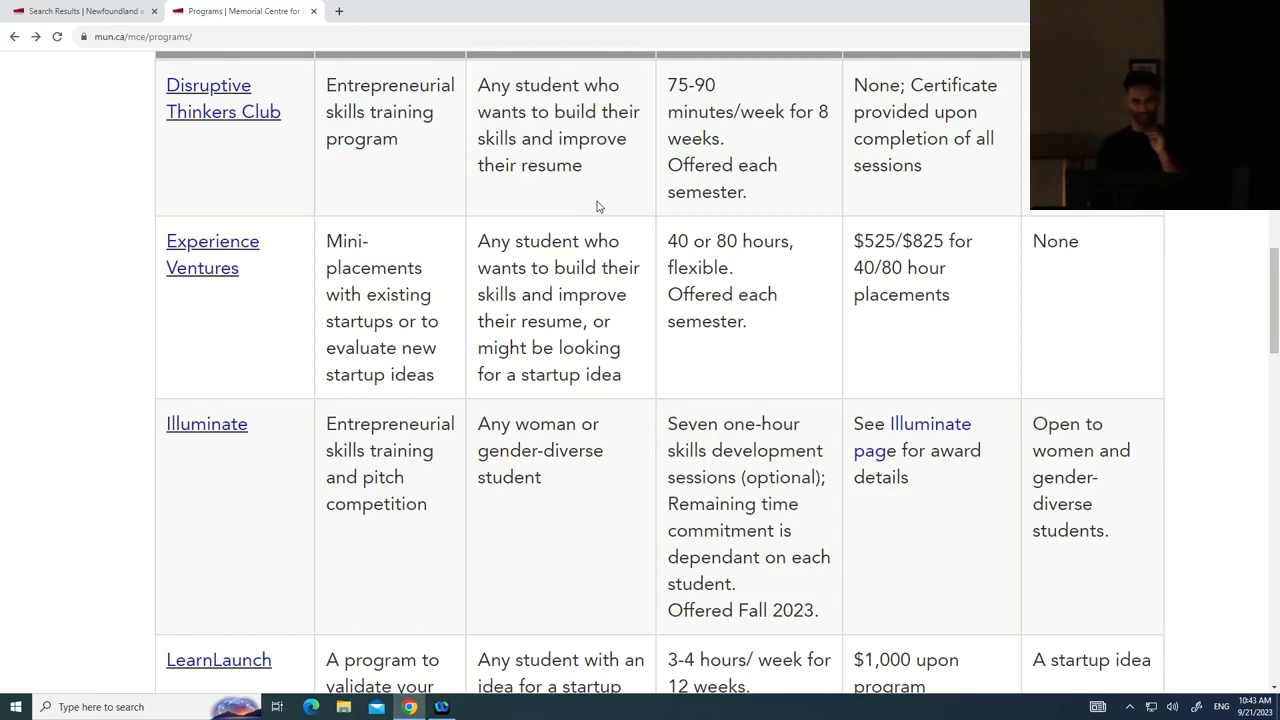 Search Results | Newfoundland a
Programs | Memorial Centre for E
mun.ca/mce/programs/
Disruptive
Thinkers Club
Entrepreneurial
skills training
program
Any student who
wants to build their
skills and improve
their resume
75-90
minutes/week for 8
weeks.
Offered each
semester.
None; Certificate
provided upon
completion of all
sessions
Experience
Ventures
Mini-
placements
with existing
startups or to
evaluate new
startup ideas
Any student who
wants to build their
skills and improve
their resume, or
might be looking
for a startup idea
40 or 80 hours,
flexible.
Offered each
semester.
$525/$825 for
40/80 hour
placements
None
Illuminate
Entrepreneurial
skills training
and pitch
competition
Any woman or
gender-diverse
student
Seven one-hour
skills development
sessions (optional);
Remaining time
commitment is
dependant on each
student.
Offered Fall 2023.
See Illuminate
page for award
details
Open to
women and
gender-
diverse
students.
LearnLaunch
A program to
validate your
Any student with an
idea for a startup
3-4 hours/ week for
12 weeks.
$1,000 upon
program
A startup idea
Type here to search
ENG
10:43 AM
9/21/2023